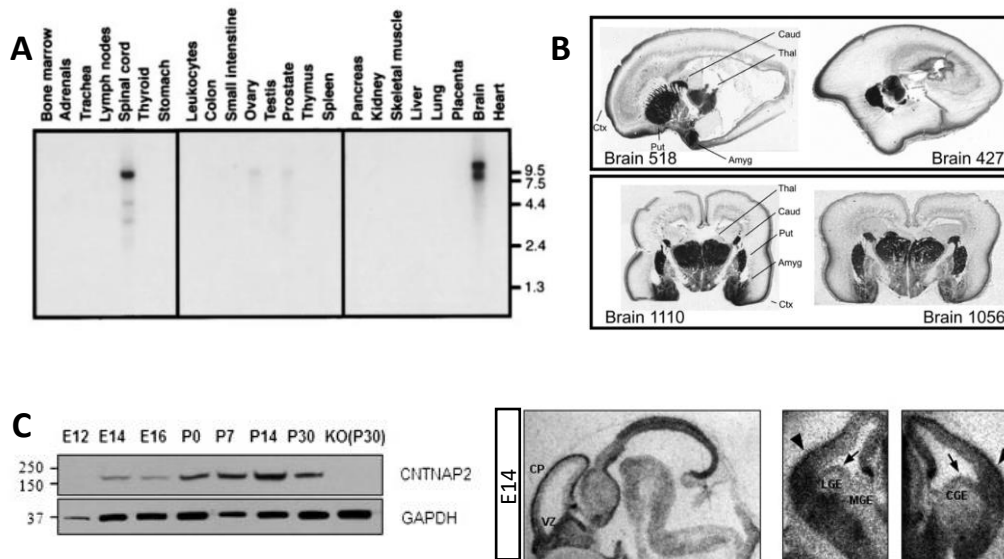 A
Bone marrow
Adrenals
Trachea
Lymph nodes
Spinal cord
Thyroid
Stomach
Leukocytes
Colon
Small intenstine
Ovary
Testis
Prostate
Thymus
Spleen
Pancreas
Kidney
Skeletal muscle
Liver
Lung
Placenta
Brain
Heart
9.5
7.5
4.4
2.4
1.3
B
Caud
Thal
Ctx
Put
Amyg
Brain 518
Brain 427
Thal
Caud
Put
Amyg
Ctx
Brain 1110
Brain 1056
C
E12 E14 E16 P0 P7 P14 P30 KO(P30)
250
150
CNTNAP2
37
GAPDH
E14
CP
VZ
LGE
MGE
CGE